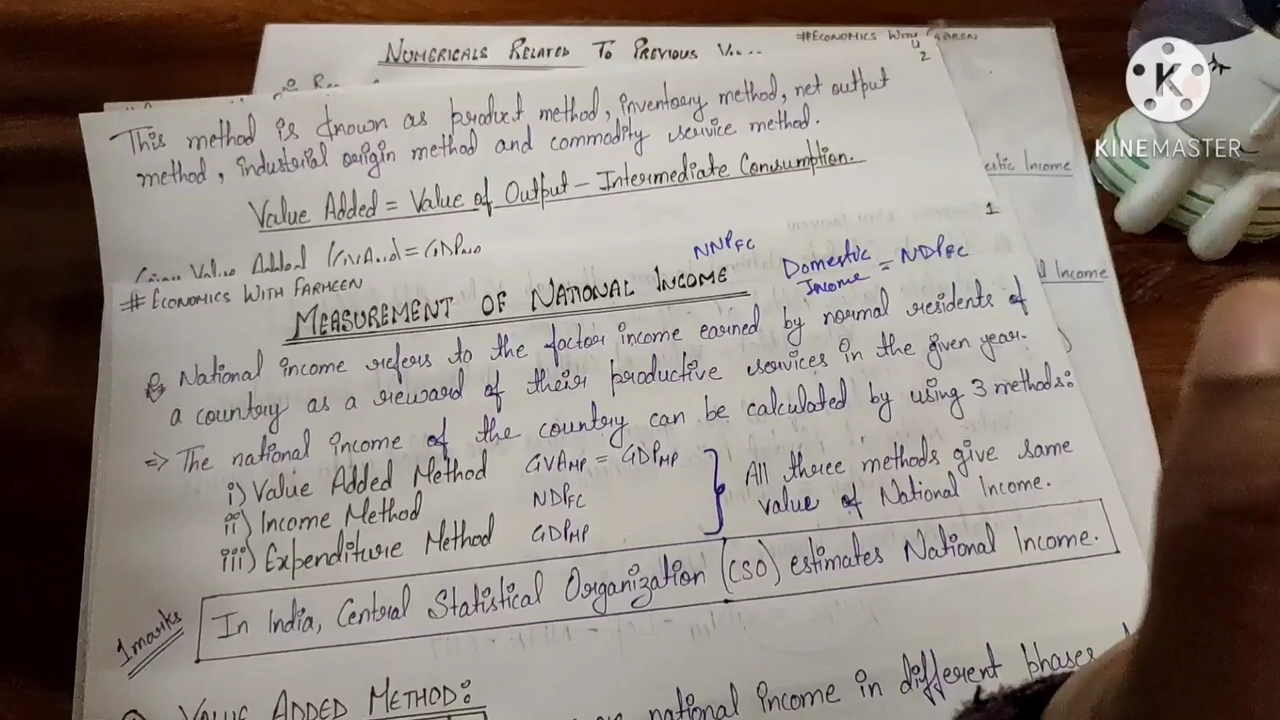 NUMERICALS RELATED TO PREVIOUS
#ECONOMICS WITH
2
This method is known as product method, inventory method, net output
method, industrial origin method and commodity service method.
Value Added = Value of Output - Intermediate Consumption.
Value Added
1
#ECONOMICS WITH FARHEEN
MEASUREMENT OF NATIONAL INCOME
NNPFC
Domestic Income = NDPFC
National income refers to the factor income earned by normal residents of
a country as a reward of their productive services in the given year.
⇒ The national income of the country can be calculated by using 3 methods:
i) Value Added Method GVAMP = GDPMP
ii) Income Method NDPFC
iii) Expenditure Method GDPMP
All three methods give same
value of National Income.
1marks
In India, Central Statistical Organization (CSO) estimates National Income.
VALUE ADDED METHOD:
national income in different phases
Income
Income
K
KINEMASTER